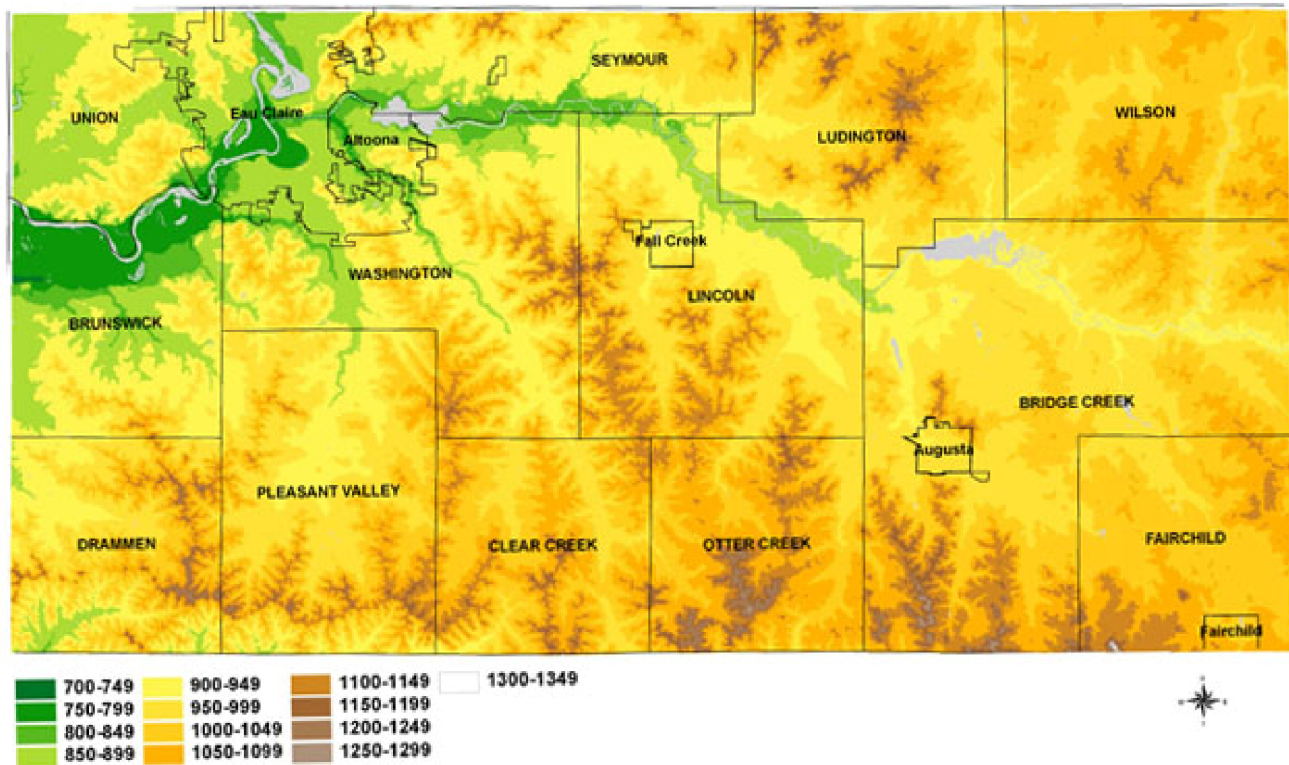 SEYMOUR
UNION
Eau Claire
WILSON
Altoona
LUDINGTON
Fall Creek
WASHINGTON
LINCOLN
BRUNSWICK
BRIDGE CREEK
Augusta
PLEASANT VALLEY
DRAMMEN
CLEAR CREEK
OTTER CREEK
FAIRCHILD
Fairchild
700-749 900-949 1100-1149 1300-1349
750-799 950-999 1150-1199
800-849 1000-1049 1200-1249
850-899 1050-1099 1250-1299